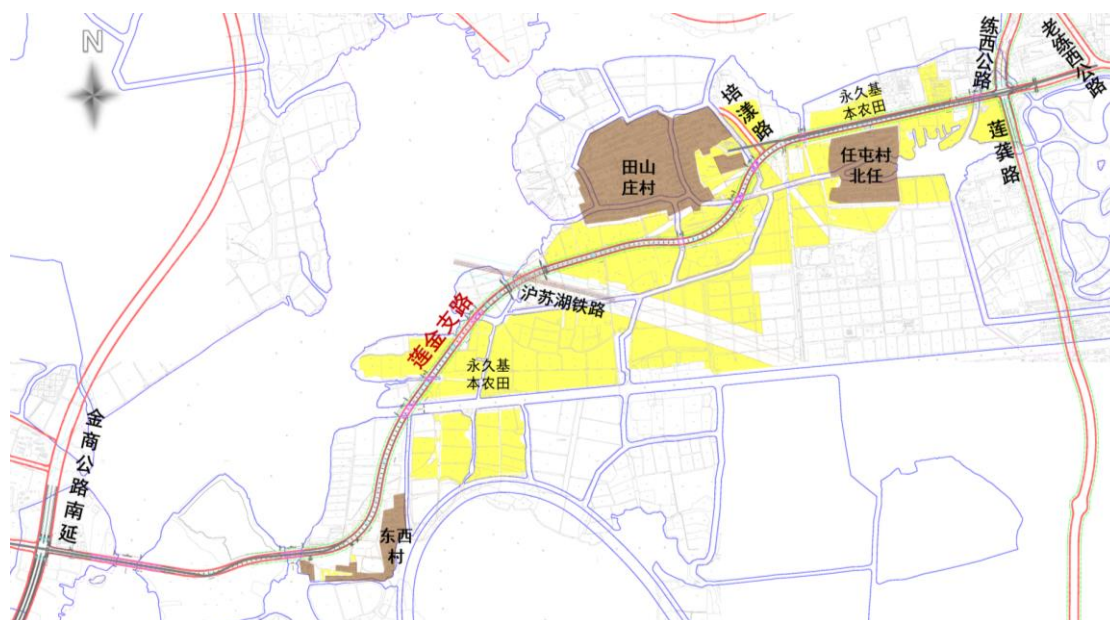 N
练西公路
老练西公路
培漾路
永久基
本农田
莲龚路
田山
庄村
任屯村
北任
沪苏湖铁路
莲金支路
永久基
本农田
金商公路南延
东西
村